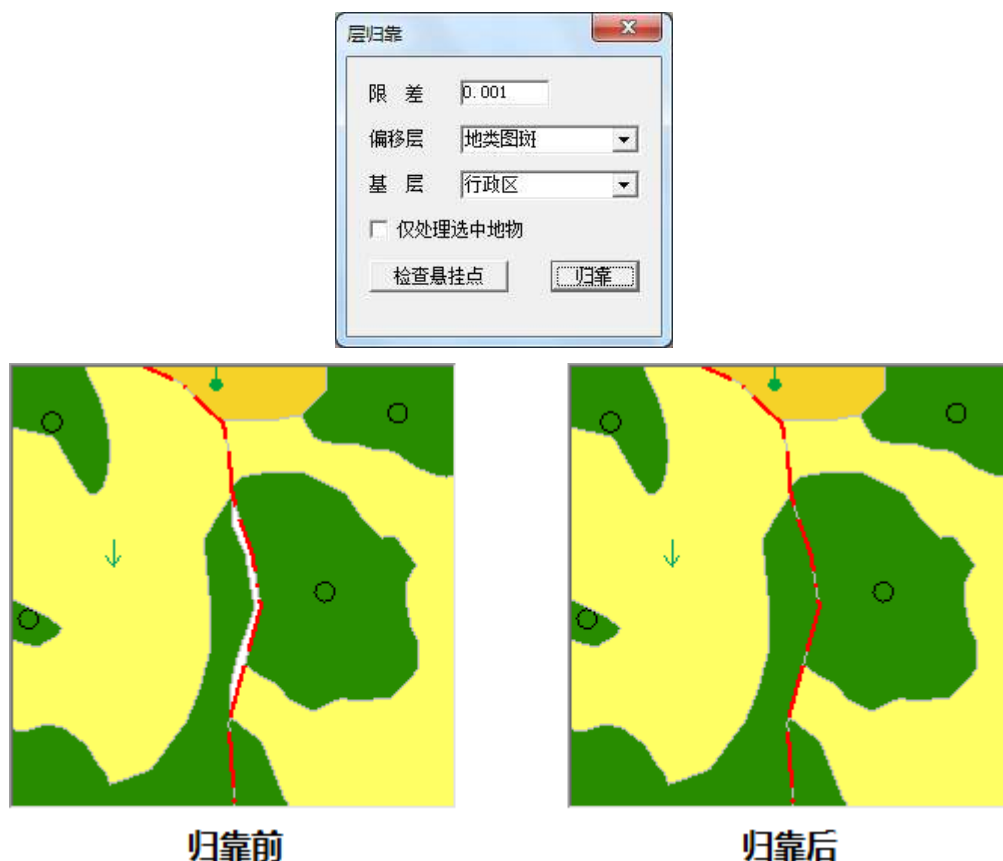 层归靠
限 差 0.001
偏移层 地类图斑
基 层 行政区
仅处理选中地物
检查悬挂点 归靠
归靠前 归靠后